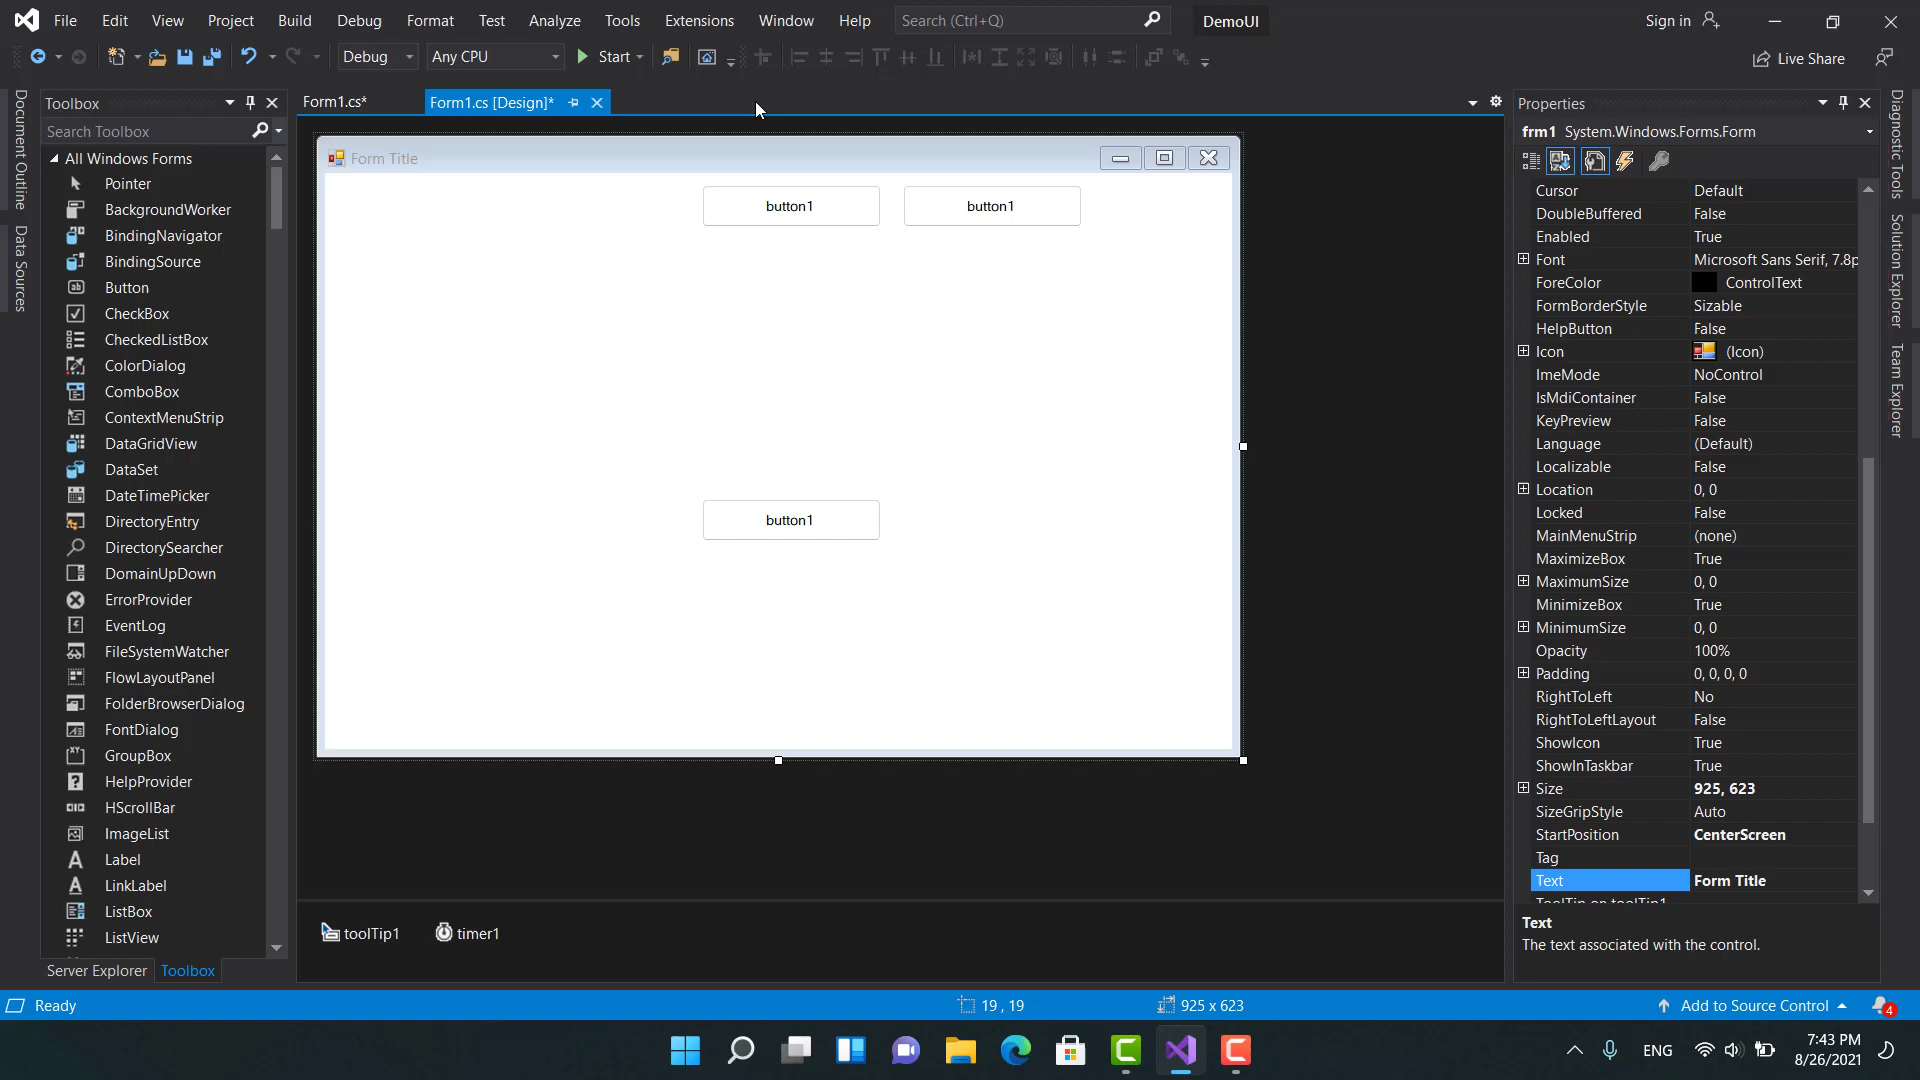 File Edit View Project Build Debug Format Test Analyze Tools Extensions Window Help Search (Ctrl+Q) DemoUI Sign in
Debug Any CPU Start Live Share
Document Outline
Data Sources
Toolbox
Search Toolbox
All Windows Forms
Pointer
BackgroundWorker
BindingNavigator
BindingSource
Button
CheckBox
CheckedListBox
ColorDialog
ComboBox
ContextMenuStrip
DataGridView
DataSet
DateTimePicker
DirectoryEntry
DirectorySearcher
DomainUpDown
ErrorProvider
EventLog
FileSystemWatcher
FlowLayoutPanel
FolderBrowserDialog
FontDialog
GroupBox
HelpProvider
HScrollBar
ImageList
Label
LinkLabel
ListBox
ListView
Server Explorer Toolbox
Form1.cs* Form1.cs [Design]*
Form Title
button1 button1
button1
toolTip1 timer1
Properties
frm1 System.Windows.Forms.Form
Cursor Default
DoubleBuffered False
Enabled True
Font Microsoft Sans Serif, 7.8p
ForeColor ControlText
FormBorderStyle Sizable
HelpButton False
Icon (Icon)
ImeMode NoControl
IsMdiContainer False
KeyPreview False
Language (Default)
Localizable False
Location 0, 0
Locked False
MainMenuStrip (none)
MaximizeBox True
MaximumSize 0, 0
MinimizeBox True
MinimumSize 0, 0
Opacity 100%
Padding 0, 0, 0, 0
RightToLeft No
RightToLeftLayout False
ShowIcon True
ShowInTaskbar True
Size 925, 623
SizeGripStyle Auto
StartPosition CenterScreen
Tag
Text Form Title
ToolTip on toolTip1
Text
The text associated with the control.
Diagnostic Tools
Solution Explorer
Team Explorer
Ready 19 , 19 925 x 623 Add to Source Control 4
ENG 7:43 PM
8/26/2021